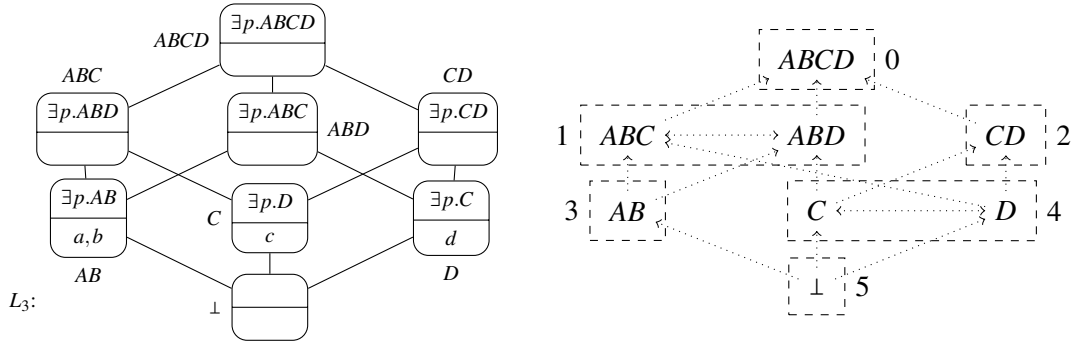 ABCD
∃p.ABCD
ABC
CD
∃p.ABD
∃p.ABC
ABD
∃p.CD
∃p.AB
a,b
AB
C
∃p.D
c
∃p.C
d
D
⊥
L₃:
ABCD 0
1 ABC ABD CD 2
3 AB C D 4
⊥ 5